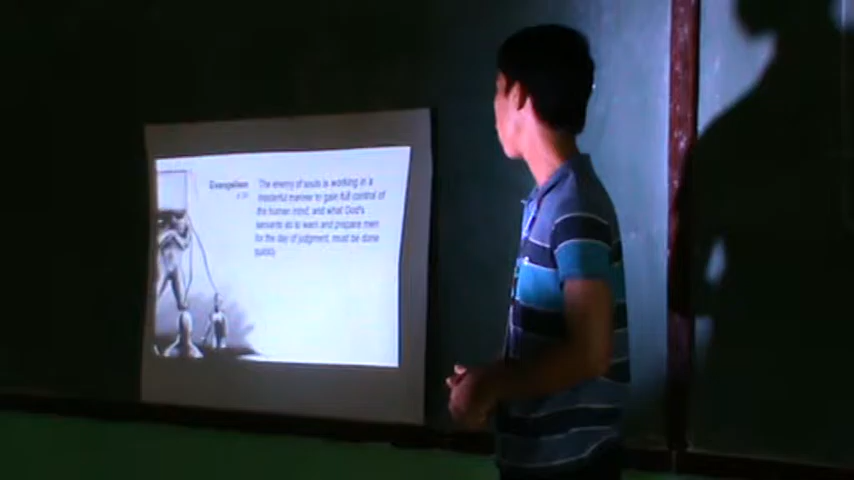 Evangelism
The enemy of souls is working in a
masterful manner to gain full control of
the human mind, and what God's
servants do to warn and prepare men
for the day of judgment, must be done
quickly